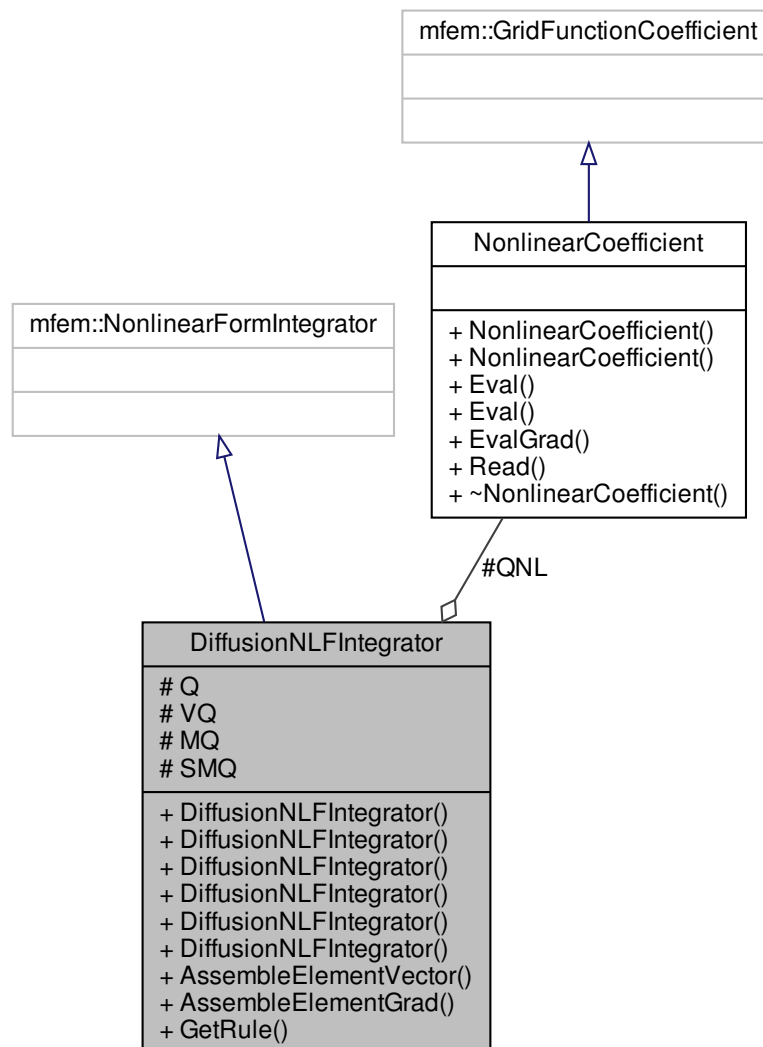 mfem::GridFunctionCoefficient
NonlinearCoefficient
+ NonlinearCoefficient()
+ NonlinearCoefficient()
+ Eval()
+ Eval()
+ EvalGrad()
+ Read()
+ ~NonlinearCoefficient()
mfem::NonlinearFormIntegrator
#QNL
DiffusionNLFIntegrator
# Q
# VQ
# MQ
# SMQ
+ DiffusionNLFIntegrator()
+ DiffusionNLFIntegrator()
+ DiffusionNLFIntegrator()
+ DiffusionNLFIntegrator()
+ DiffusionNLFIntegrator()
+ DiffusionNLFIntegrator()
+ AssembleElementVector()
+ AssembleElementGrad()
+ GetRule()